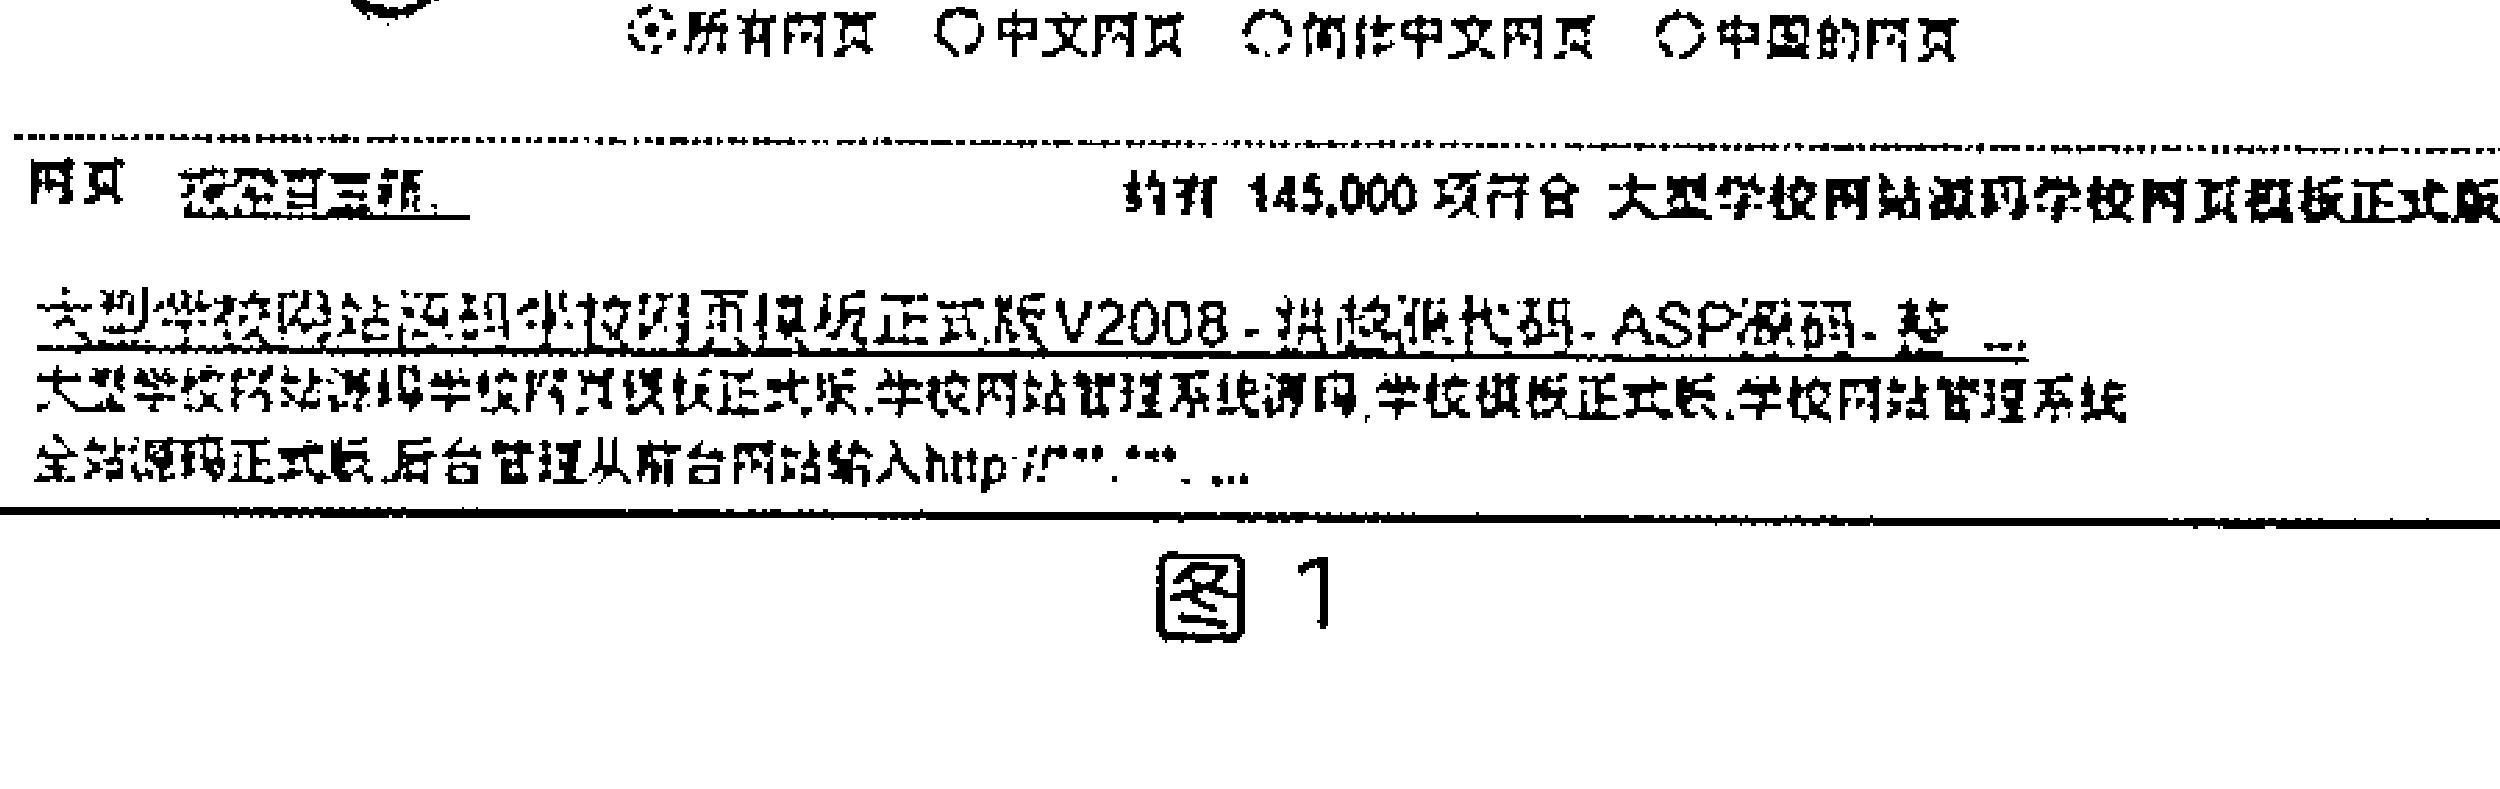 所有网页 中文网页 简体中文网页 中国的网页
网页 约有 145,000 项符合 大型学校网站源码学校网页模板正式版
大型学校网站源码学校网页模板正式版V2008 - 源代码 - ASP源码 - 整 ...
大型学校网站源码学校网页模板正式版,学校网站管理系统源码,学校模板正式版,学校网站管理系统
全站源码正式版,后台管理从前台网站输入http://***.***. ...
图 1